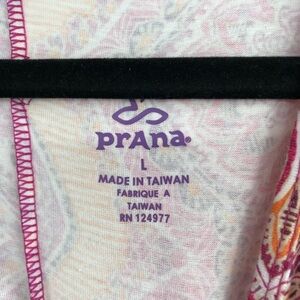 prAna®
L
MADE IN TAIWAN
FABRIQUE A
TAIWAN
RN 124977